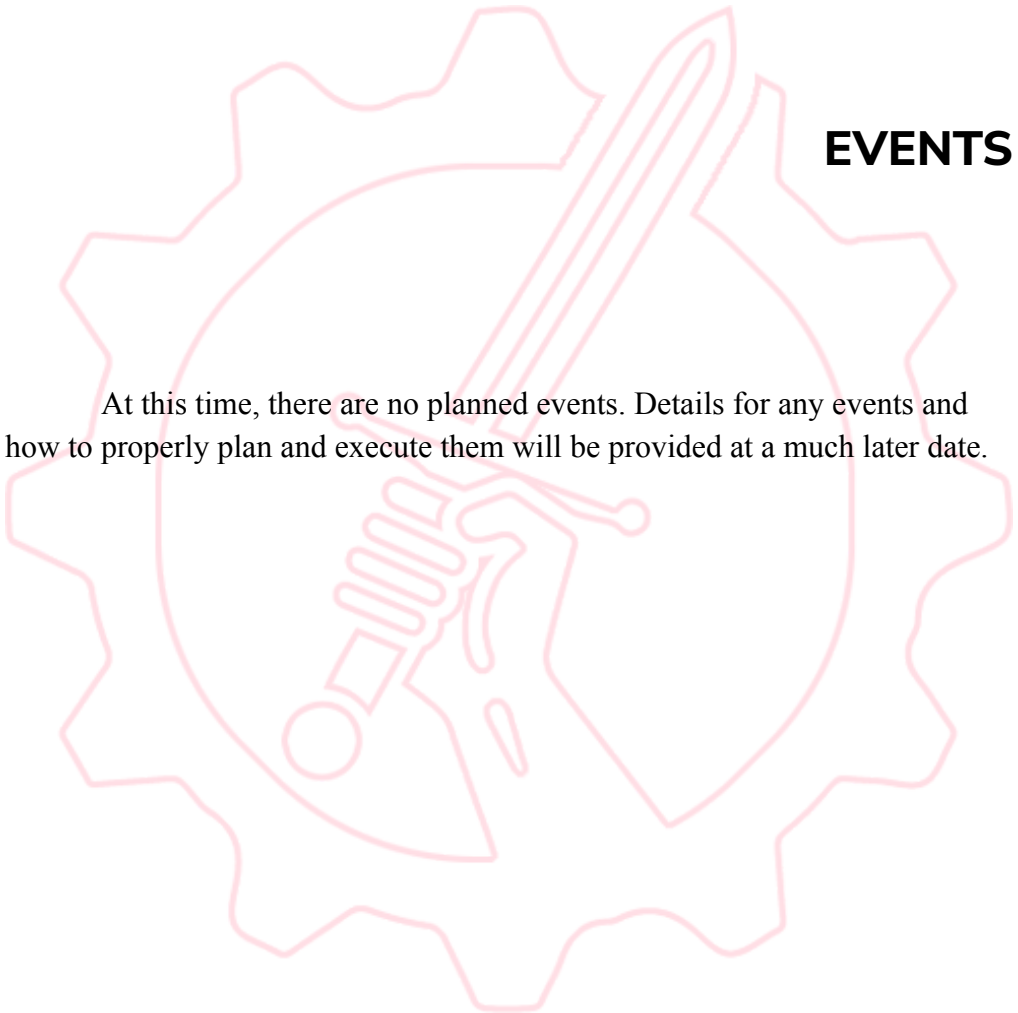 EVENTS
At this time, there are no planned events. Details for any events and
how to properly plan and execute them will be provided at a much later date.